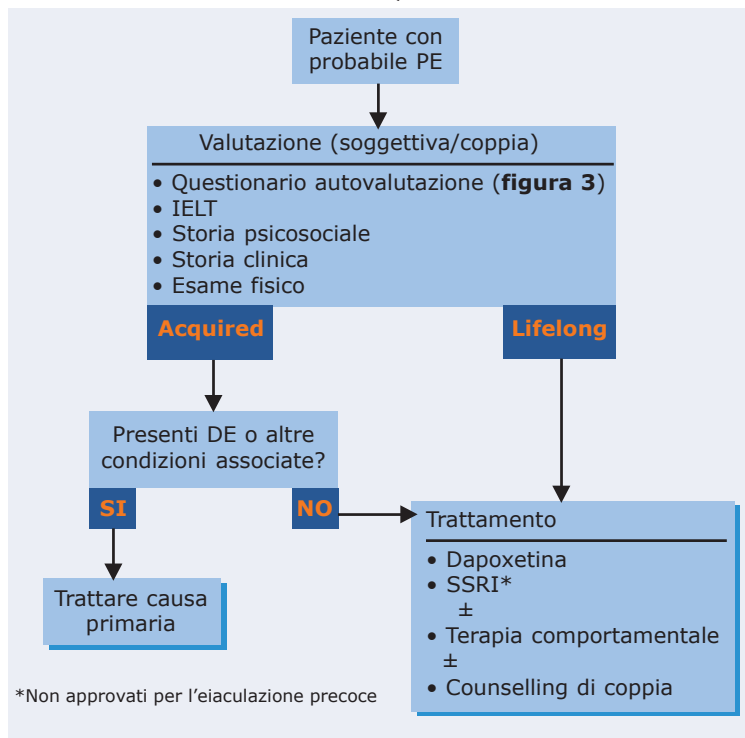 Paziente con
probabile PE
Valutazione (soggettiva/coppia)
• Questionario autovalutazione (figura 3)
• IELT
• Storia psicosociale
• Storia clinica
• Esame fisico
Acquired
Lifelong
Presenti DE o altre
condizioni associate?
SI
NO
Trattare causa
primaria
Trattamento
• Dapoxetina
• SSRI*
±
• Terapia comportamentale
±
• Counselling di coppia
*Non approvati per l'eiaculazione precoce